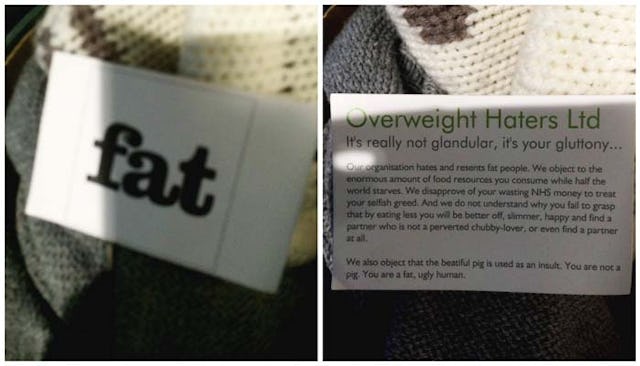 fat
Overweight Haters Ltd
It's really not glandular, it's your gluttony...
Our organisation hates and resents fat people. We object to the
enormous amount of food resources you consume while half the
world starves. We disapprove of your wasting NHS money to treat
your selfish greed. And we do not understand why you fail to grasp
that by eating less you will be better off, slimmer, happy and find a
partner who is not a perverted chubby-lover, or even find a partner
at all.
We also object that the beatiful pig is used as an insult. You are not a
pig. You are a fat, ugly human.